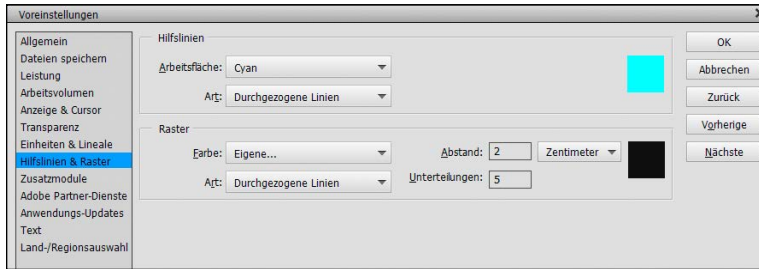 Voreinstellungen
Allgemein
Dateien speichern
Leistung
Arbeitsvolumen
Anzeige & Cursor
Transparenz
Einheiten & Lineale
Hilfslinien & Raster
Zusatzmodule
Adobe Partner-Dienste
Anwendungs-Updates
Text
Land-/Regionsauswahl
Hilfslinien
Arbeitsfläche: Cyan
Art: Durchgezogene Linien
Raster
Farbe: Eigene... Abstand: 2 Zentimeter
Art: Durchgezogene Linien Unterteilungen: 5
OK
Abbrechen
Zurück
Vorherige
Nächste